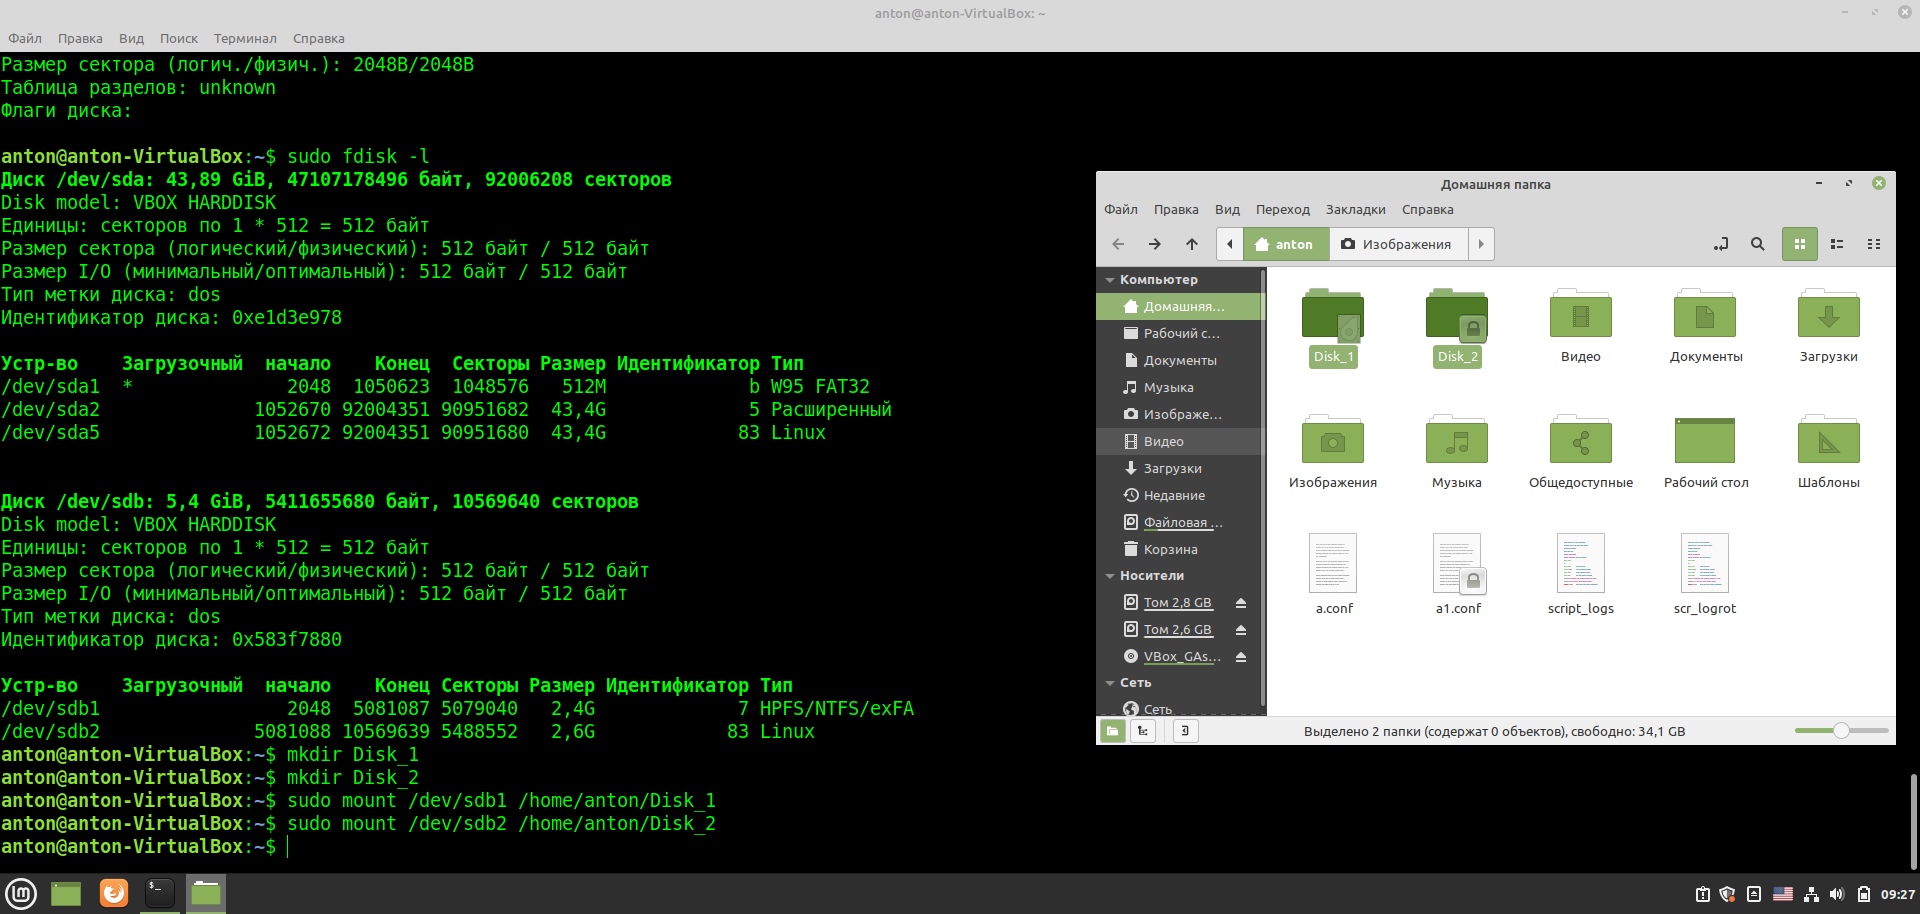 anton@anton-VirtualBox: ~
Файл Правка Вид Поиск Терминал Справка
Размер сектора (логич./физич.): 2048B/2048B
Таблица разделов: unknown
Флаги диска:
anton@anton-VirtualBox:~$ sudo fdisk -l
Диск /dev/sda: 43,89 GiB, 47107178496 байт, 92006208 секторов
Disk model: VBOX HARDDISK
Единицы: секторов по 1 * 512 = 512 байт
Размер сектора (логический/физический): 512 байт / 512 байт
Размер I/O (минимальный/оптимальный): 512 байт / 512 байт
Тип метки диска: dos
Идентификатор диска: 0xe1d3e978
Устр-во Загрузочный начало Конец Секторы Размер Идентификатор Тип
/dev/sda1 * 2048 1050623 1048576 512M b W95 FAT32
/dev/sda2 1052670 92004351 90951682 43,4G 5 Расширенный
/dev/sda5 1052672 92004351 90951680 43,4G 83 Linux
Диск /dev/sdb: 5,4 GiB, 5411655680 байт, 10569640 секторов
Disk model: VBOX HARDDISK
Единицы: секторов по 1 * 512 = 512 байт
Размер сектора (логический/физический): 512 байт / 512 байт
Размер I/O (минимальный/оптимальный): 512 байт / 512 байт
Тип метки диска: dos
Идентификатор диска: 0x583f7880
Устр-во Загрузочный начало Конец Секторы Размер Идентификатор Тип
/dev/sdb1 2048 5081087 5079040 2,4G 7 HPFS/NTFS/exFA
/dev/sdb2 5081088 10569639 5488552 2,6G 83 Linux
anton@anton-VirtualBox:~$ mkdir Disk_1
anton@anton-VirtualBox:~$ mkdir Disk_2
anton@anton-VirtualBox:~$ sudo mount /dev/sdb1 /home/anton/Disk_1
anton@anton-VirtualBox:~$ sudo mount /dev/sdb2 /home/anton/Disk_2
anton@anton-VirtualBox:~$
Домашняя папка
Файл Правка Вид Переход Закладки Справка
anton Изображения
Компьютер
Домашняя...
Рабочий с...
Документы
Музыка
Изображе...
Видео
Загрузки
Недавние
Файловая ...
Корзина
Носители
Том 2,8 GB
Том 2,6 GB
VBox_GAs...
Сеть
Сеть
Disk_1 Disk_2 Видео Документы Загрузки
Изображения Музыка Общедоступные Рабочий стол Шаблоны
a.conf a1.conf script_logs scr_logrot
Выделено 2 папки (содержат 0 объектов), свободно: 34,1 GB
09:27